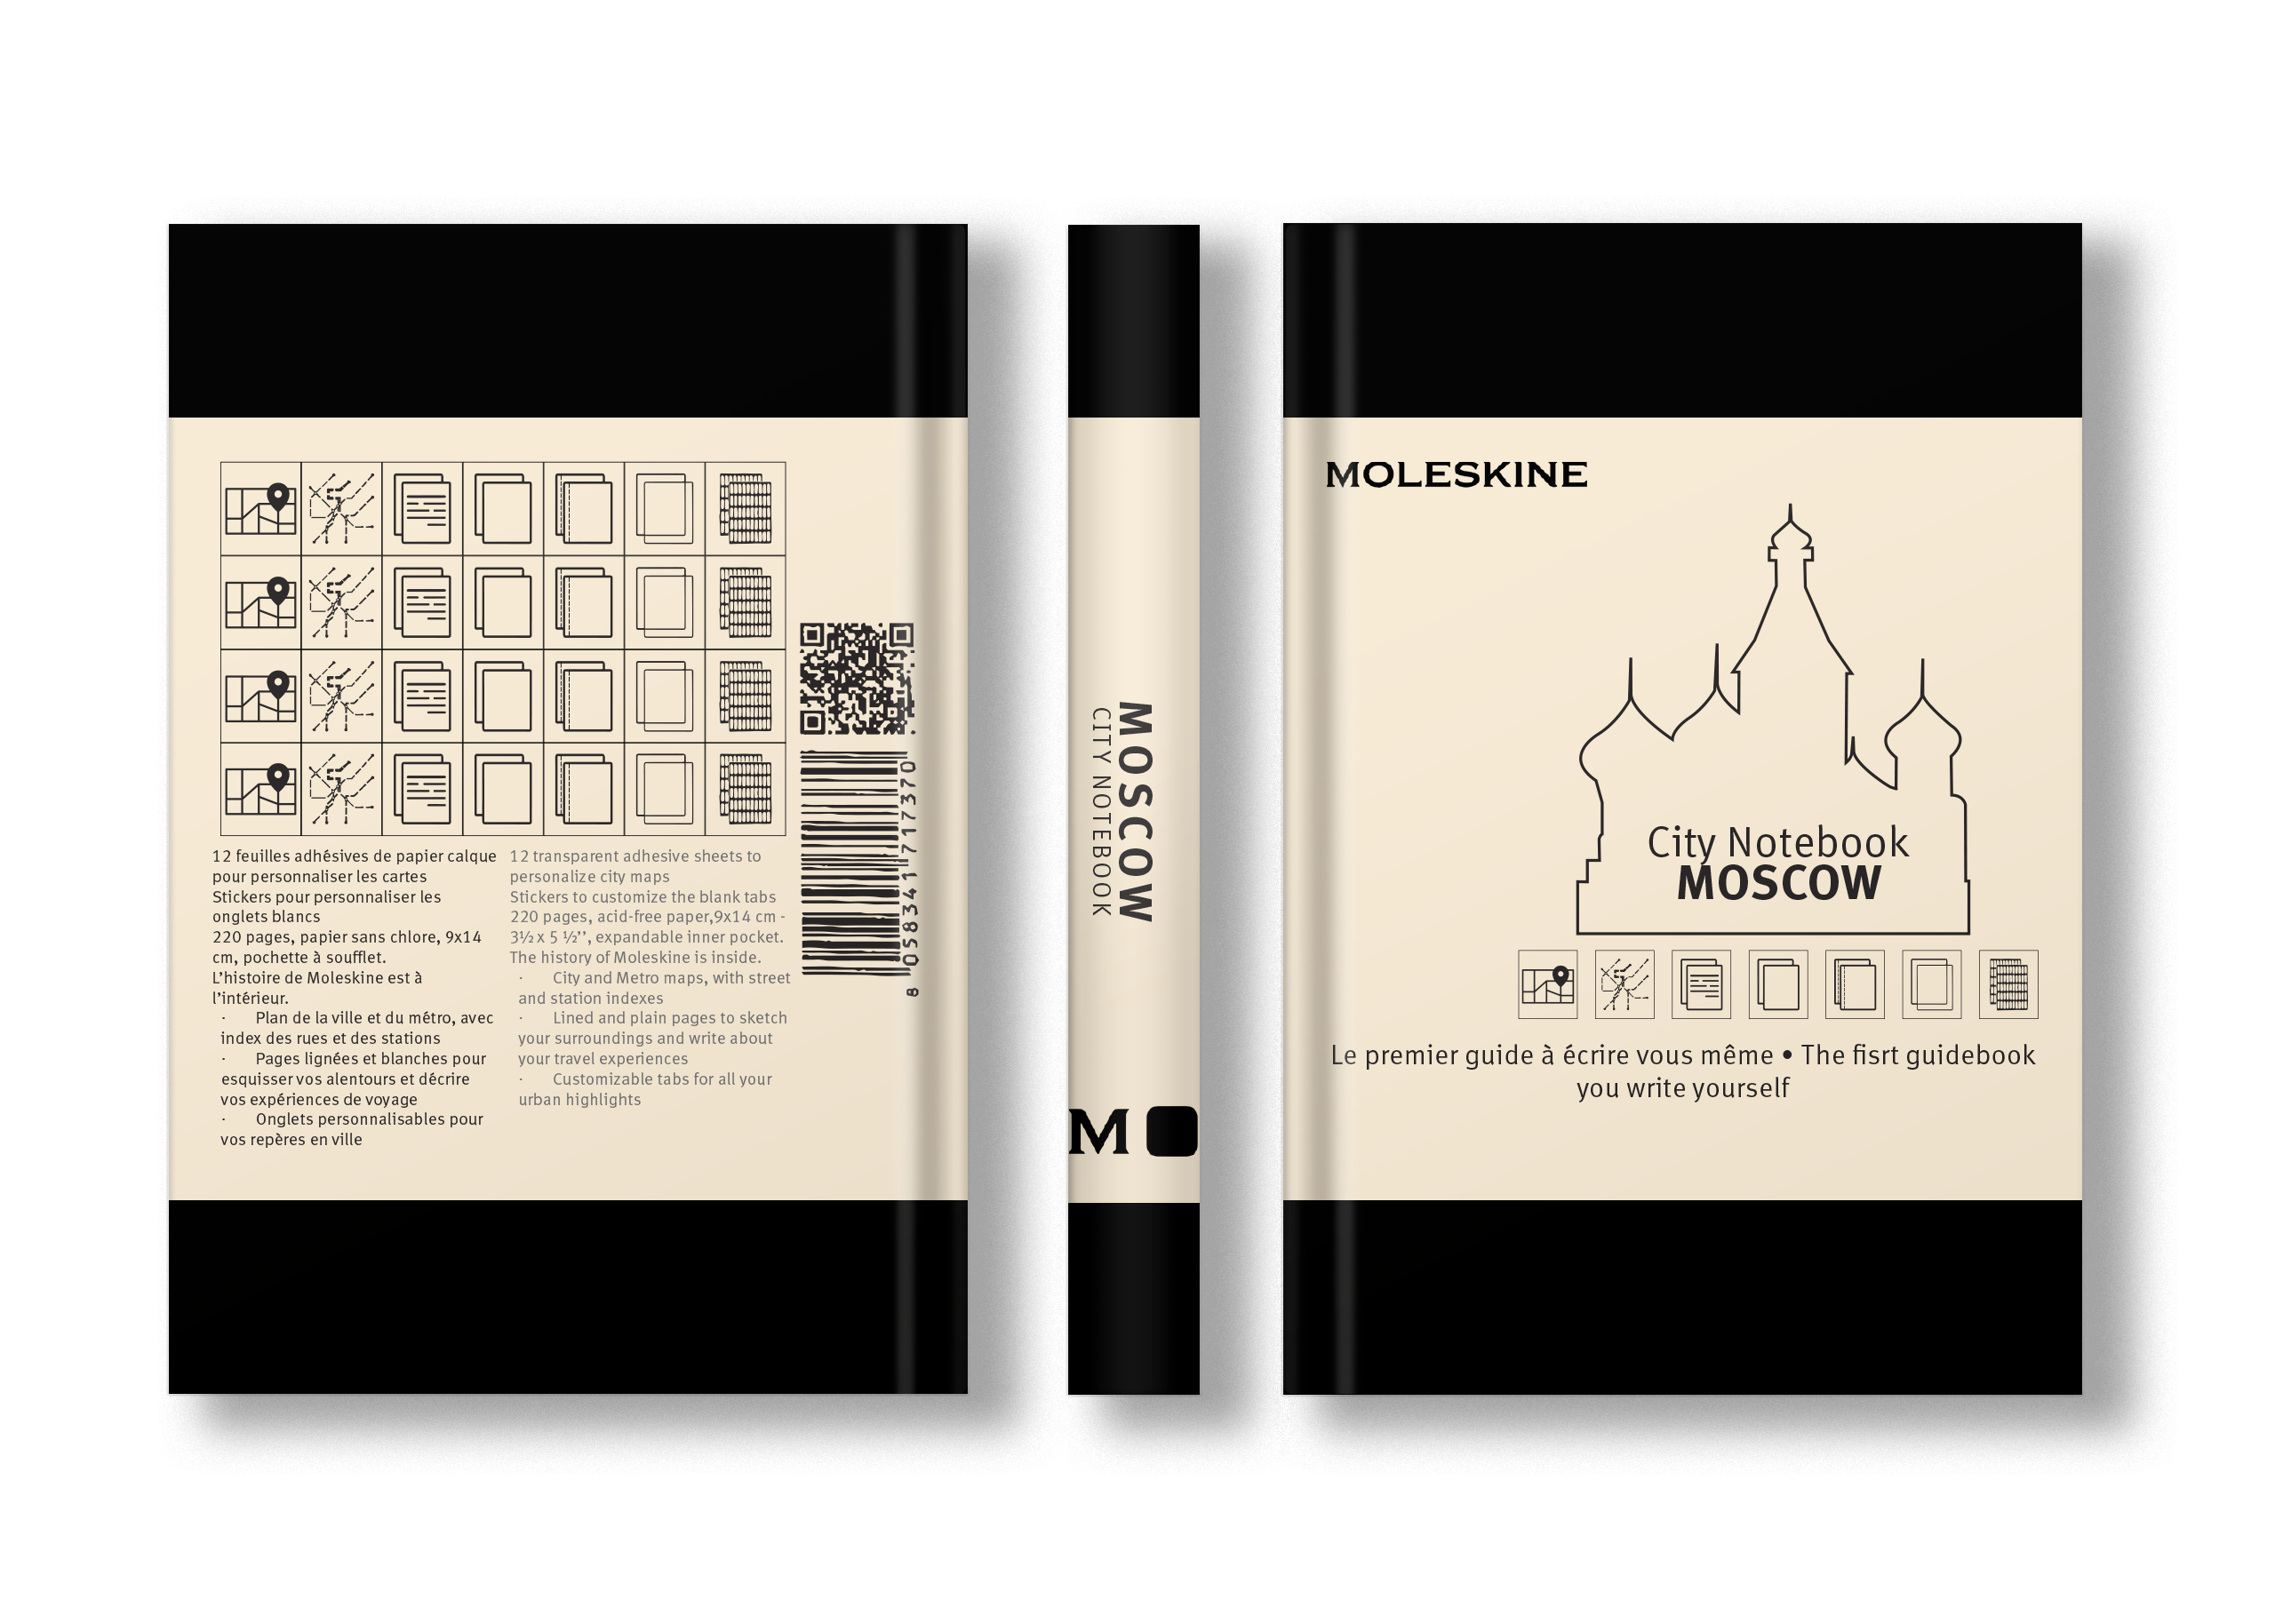 12 feuilles adhésives de papier calque
pour personnaliser les cartes
Stickers pour personnaliser les
onglets blancs
220 pages, papier sans chlore, 9x14
cm, pochette à soufflet.
L’histoire de Moleskine est à
l’intérieur.
· Plan de la ville et du métro, avec
index des rues et des stations
· Pages lignées et blanches pour
esquisser vos alentours et décrire
vos expériences de voyage
· Onglets personnalisables pour
vos repères en ville
12 transparent adhesive sheets to
personalize city maps
Stickers to customize the blank tabs
220 pages, acid-free paper,9x14 cm -
3½ x 5 ½’’, expandable inner pocket.
The history of Moleskine is inside.
· City and Metro maps, with street
and station indexes
· Lined and plain pages to sketch
your surroundings and write about
your travel experiences
· Customizable tabs for all your
urban highlights
8 058341 717370
MOSCOW
CITY NOTEBOOK
M
MOLESKINE
City Notebook
MOSCOW
Le premier guide à écrire vous même • The fisrt guidebook
you write yourself